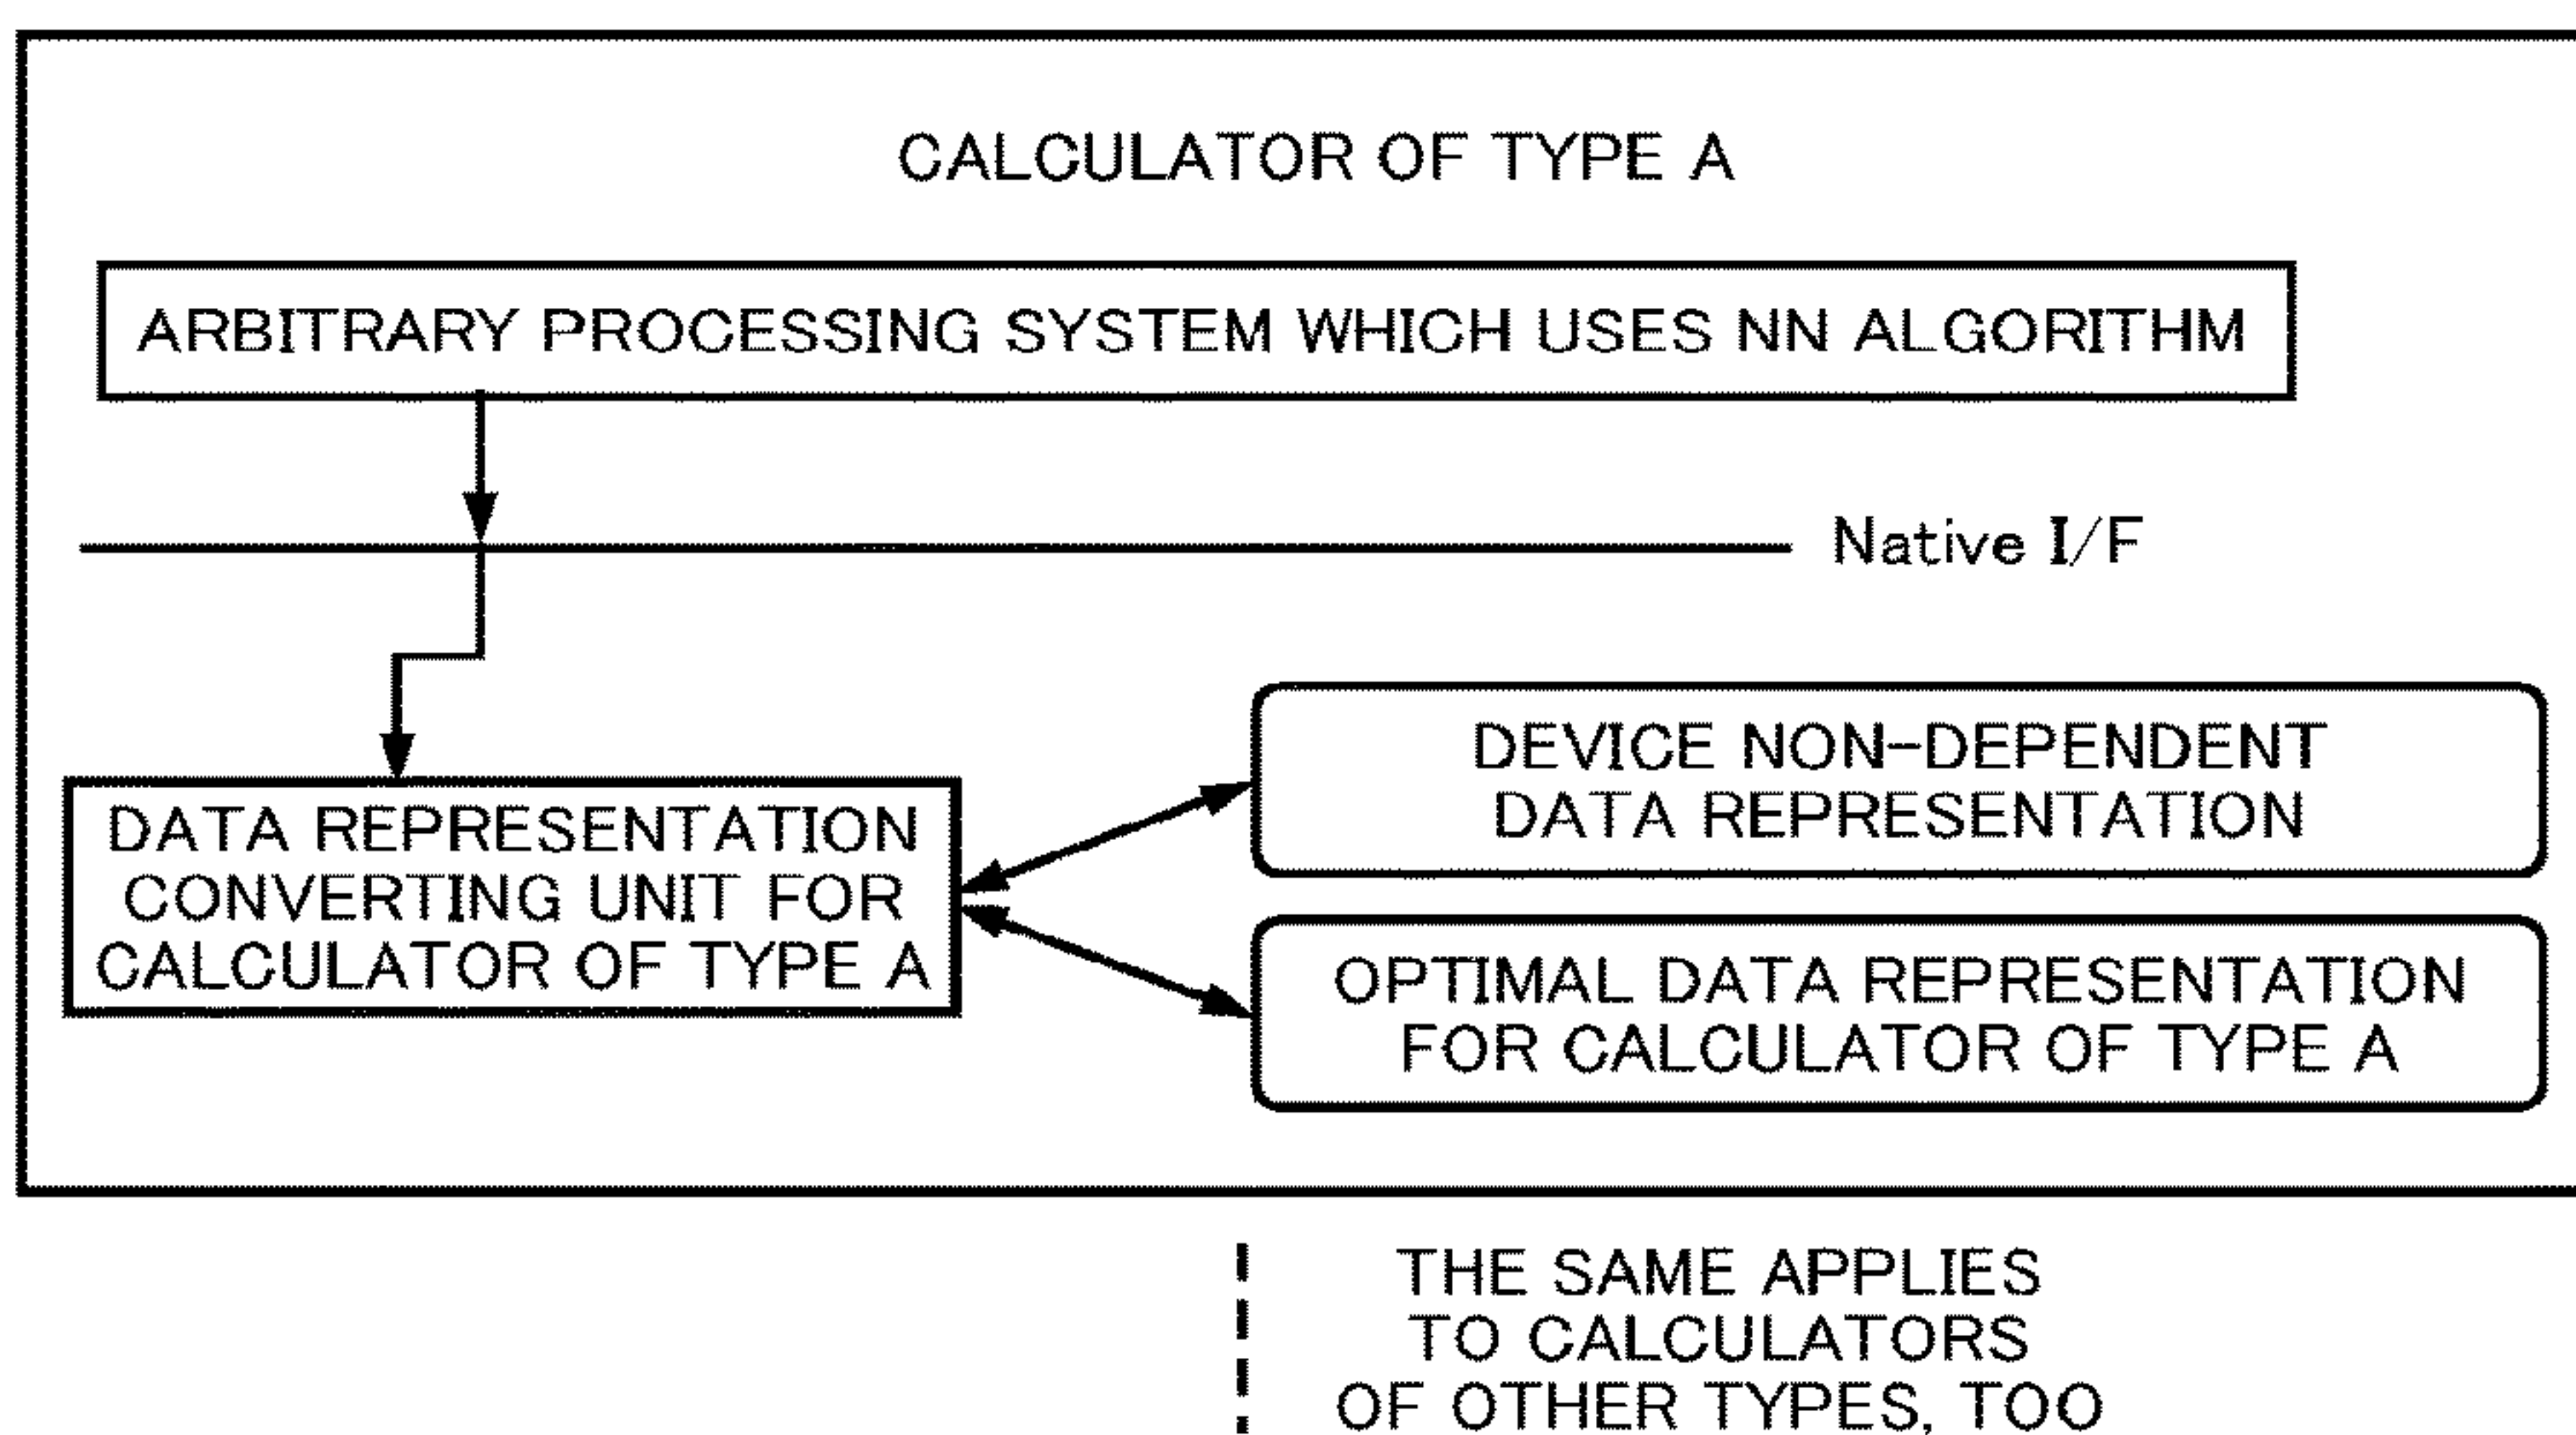 CALCULATOR OF TYPE A
ARBITRARY PROCESSING SYSTEM WHICH USES NN ALGORITHM
Native I/F
DATA REPRESENTATION
CONVERTING UNIT FOR
CALCULATOR OF TYPE A
DEVICE NON-DEPENDENT
DATA REPRESENTATION
OPTIMAL DATA REPRESENTATION
FOR CALCULATOR OF TYPE A
THE SAME APPLIES
TO CALCULATORS
OF OTHER TYPES, TOO